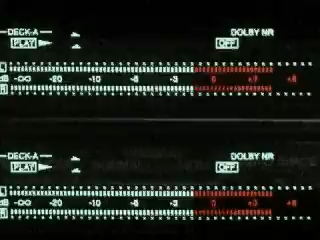 DECK-A DOLBY NR
PLAY OFF
L
dB -∞ -20 -10 -6 -3 0 +3 +6
R
DECK-A DOLBY NR
PLAY OFF
L
dB -∞ -20 -10 -6 -3 0 +3 +6
R